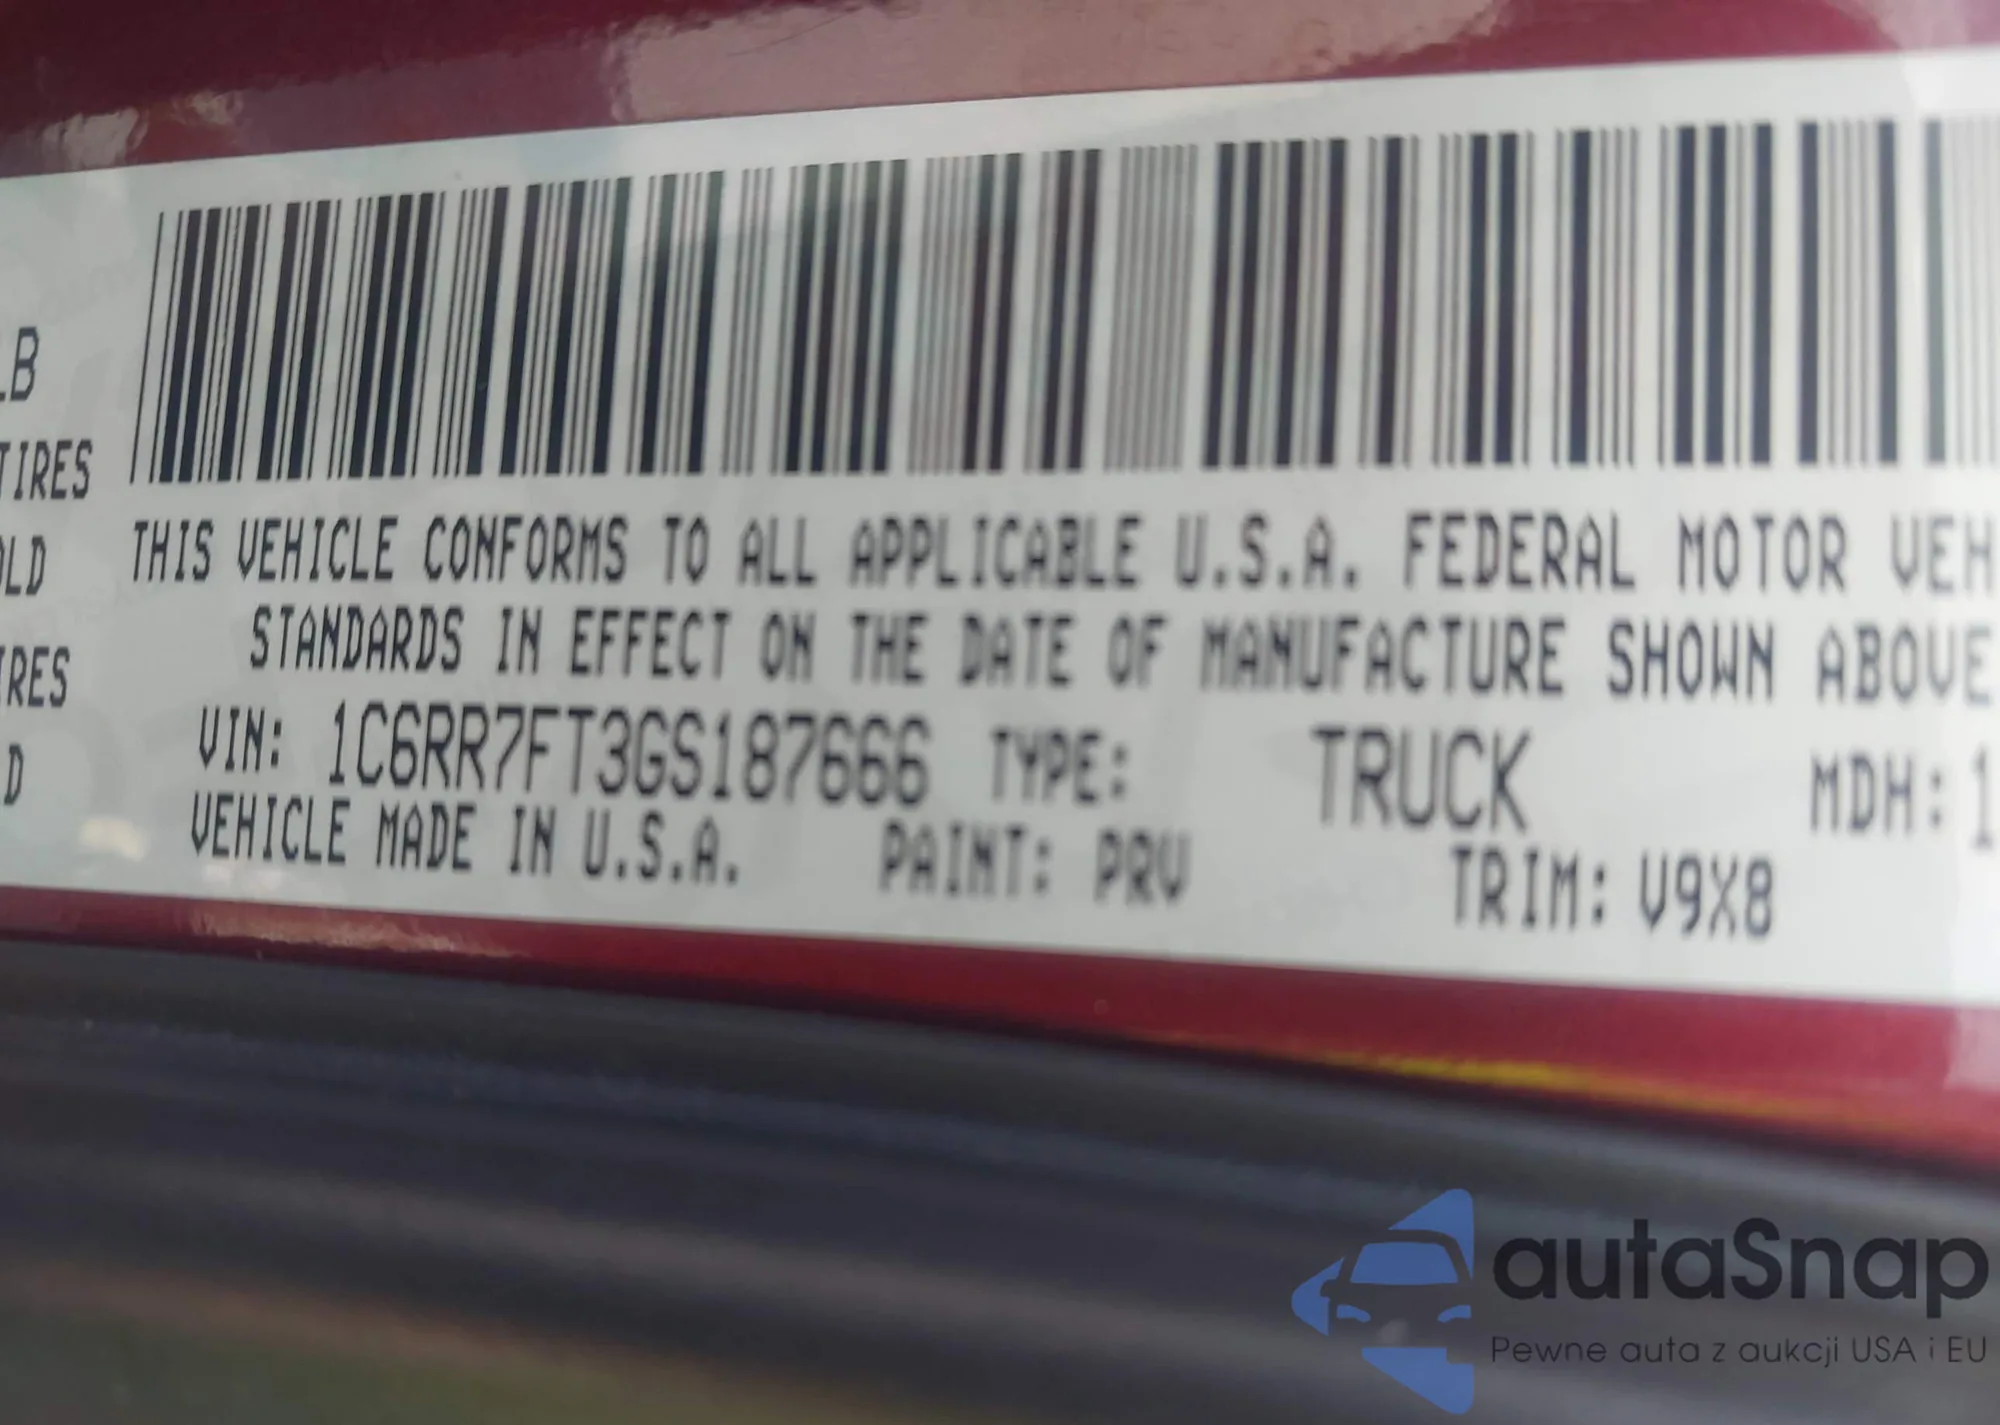 LB
TIRES
OLD
THIS VEHICLE CONFORMS TO ALL APPLICABLE U.S.A. FEDERAL MOTOR VEH
STANDARDS IN EFFECT ON THE DATE OF MANUFACTURE SHOWN ABOVE
IRES
VIN: 1C6RR7FT3GS187666 TYPE: TRUCK MDH: 1
D
VEHICLE MADE IN U.S.A. PAINT: PRV TRIM: V9X8
autaSnap
Pewne auta z aukcji USA i EU